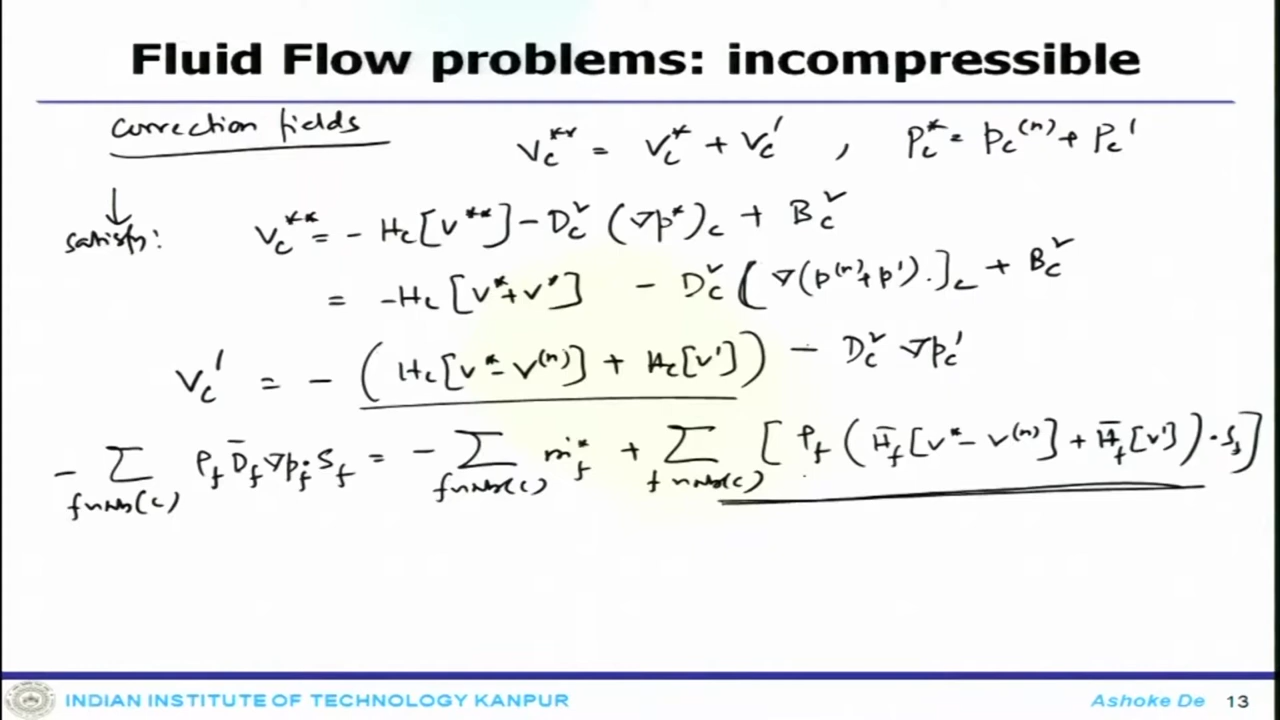 Fluid Flow problems: incompressible
correction fields
V_c^** = V_c^* + V_c' , P_c^* = P_c^(n) + P_c'
↓
satisfy: V_c^** = - H_c[v^**] - D_c^v (∇p^*)_c + B_c^v
= -H_c [v^* + v'] - D_c^v [∇(p^(n) + p').]_c + B_c^v
V_c' = - (H_c[v^* - v^(n)] + H_c[v']) - D_c^v ∇p_c'
- Σ_{f~nb(c)} ρ_f D̄_f ∇p_f'.S_f = - Σ_{f~nb(c)} ṁ_f^* + Σ_{f~nb(c)} [ρ_f (H̄_f[v^* - v^(n)] + H̄_f[v']).S_f]
INDIAN INSTITUTE OF TECHNOLOGY KANPUR
Ashoke De 13